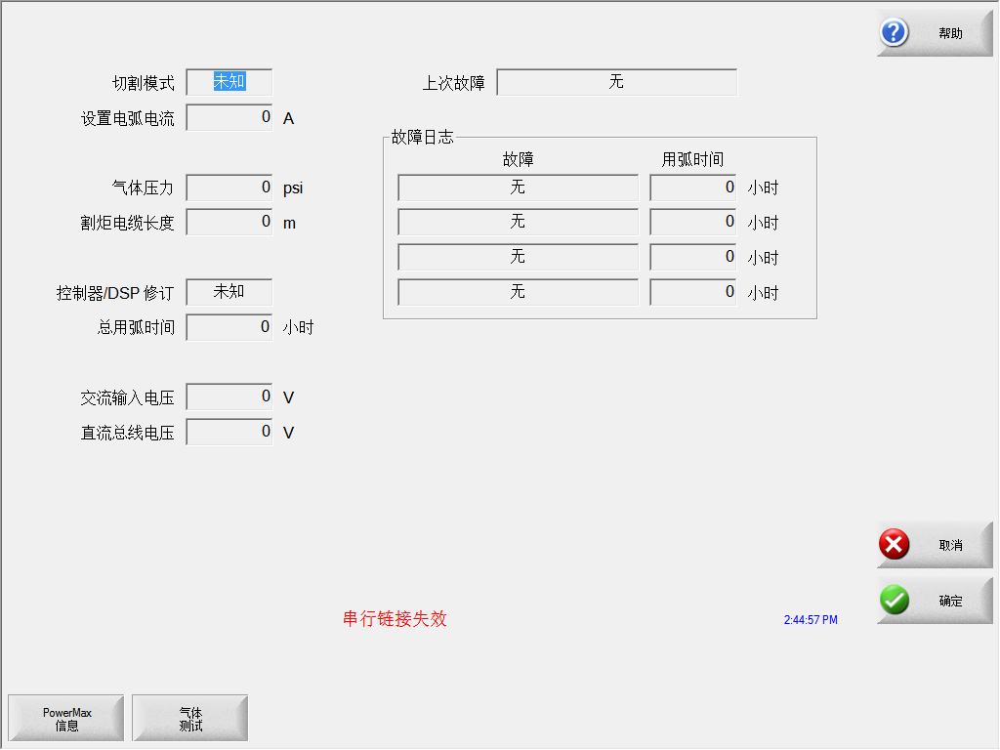 帮助
切割模式 未知
上次故障 无
设置电弧电流 0 A
故障日志
故障 用弧时间
气体压力 0 psi
无 0 小时
割炬电缆长度 0 m
无 0 小时
无 0 小时
控制器/DSP 修订 未知
无 0 小时
总用弧时间 0 小时
交流输入电压 0 V
直流总线电压 0 V
取消
确定
串行链接失效
2:44:57 PM
PowerMax
信息
气体
测试